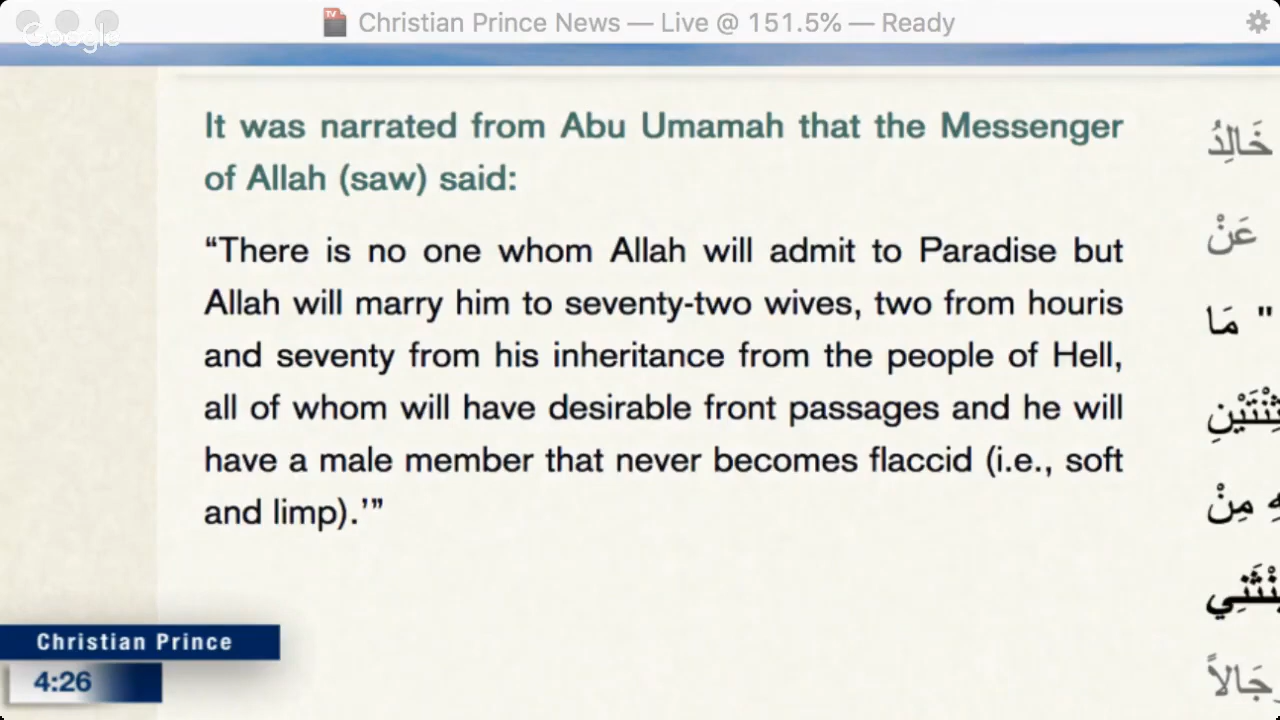 Christian Prince News — Live @ 151.5% — Ready
Google
It was narrated from Abu Umamah that the Messenger
of Allah (saw) said:
“There is no one whom Allah will admit to Paradise but
Allah will marry him to seventy-two wives, two from houris
and seventy from his inheritance from the people of Hell,
all of whom will have desirable front passages and he will
have a male member that never becomes flaccid (i.e., soft
and limp).’”
خَالِدُ
عَنْ
" مَا
مِنْ
Christian Prince
4:26